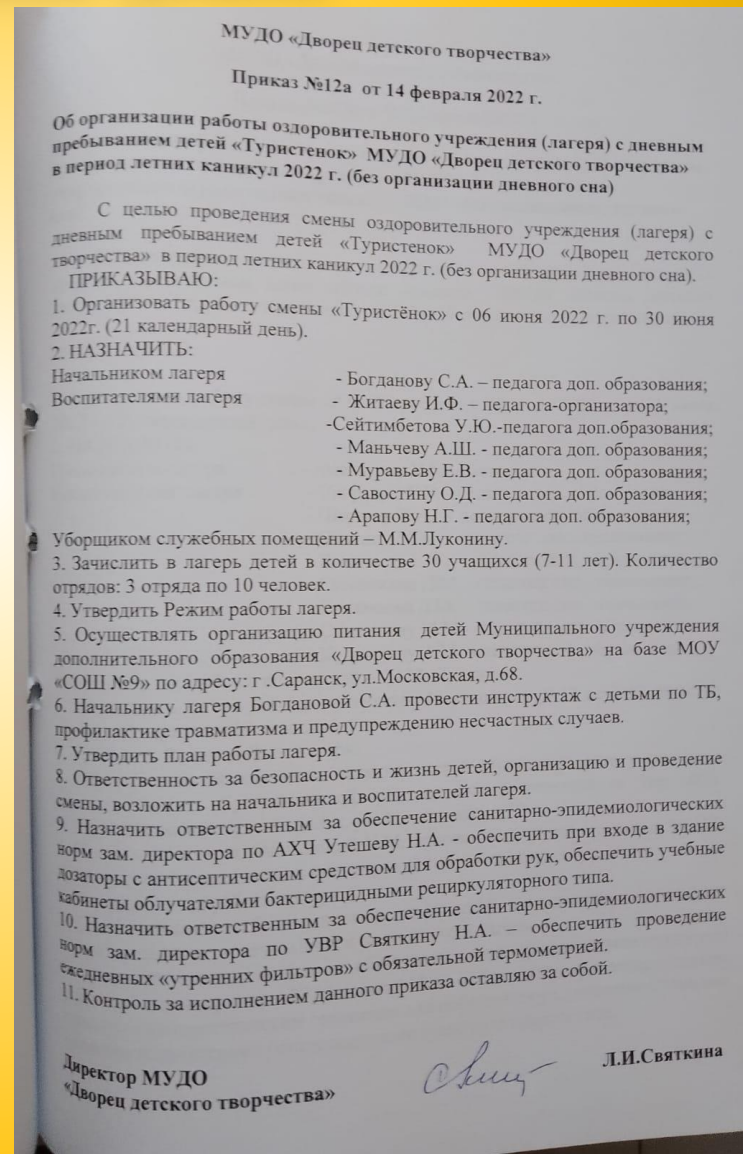 МУДО «Дворец детского творчества»
Приказ №12а от 14 февраля 2022 г.
Об организации работы оздоровительного учреждения (лагеря) с дневным
пребыванием детей «Туристенок» МУДО «Дворец детского творчества»
в период летних каникул 2022 г. (без организации дневного сна)
С целью проведения смены оздоровительного учреждения (лагеря) с
дневным пребыванием детей «Туристенок» МУДО «Дворец детского
творчества» в период летних каникул 2022 г. (без организации дневного сна).
ПРИКАЗЫВАЮ:
1. Организовать работу смены «Туристёнок» с 06 июня 2022 г. по 30 июня
2022г. (21 календарный день).
2. НАЗНАЧИТЬ:
Начальником лагеря - Богданову С.А. – педагога доп. образования;
Воспитателями лагеря - Житаеву И.Ф. – педагога-организатора;
-Сейтимбетова У.Ю.-педагога доп.образования;
- Маньчеву А.Ш. - педагога доп. образования;
- Муравьеву Е.В. - педагога доп. образования;
- Савостину О.Д. - педагога доп. образования;
- Арапову Н.Г. - педагога доп. образования;
Уборщиком служебных помещений – М.М.Луконину.
3. Зачислить в лагерь детей в количестве 30 учащихся (7-11 лет). Количество
отрядов: 3 отряда по 10 человек.
4. Утвердить Режим работы лагеря.
5. Осуществлять организацию питания детей Муниципального учреждения
дополнительного образования «Дворец детского творчества» на базе МОУ
«СОШ №9» по адресу: г .Саранск, ул.Московская, д.68.
6. Начальнику лагеря Богдановой С.А. провести инструктаж с детьми по ТБ,
профилактике травматизма и предупреждению несчастных случаев.
7. Утвердить план работы лагеря.
8. Ответственность за безопасность и жизнь детей, организацию и проведение
смены, возложить на начальника и воспитателей лагеря.
9. Назначить ответственным за обеспечение санитарно-эпидемиологических
норм зам. директора по АХЧ Утешеву Н.А. - обеспечить при входе в здание
дозаторы с антисептическим средством для обработки рук, обеспечить учебные
кабинеты облучателями бактерицидными рециркуляторного типа.
10. Назначить ответственным за обеспечение санитарно-эпидемиологических
норм зам. директора по УВР Святкину Н.А. – обеспечить проведение
ежедневных «утренних фильтров» с обязательной термометрией.
11. Контроль за исполнением данного приказа оставляю за собой.
Директор МУДО
«Дворец детского творчества» Л.И.Святкина